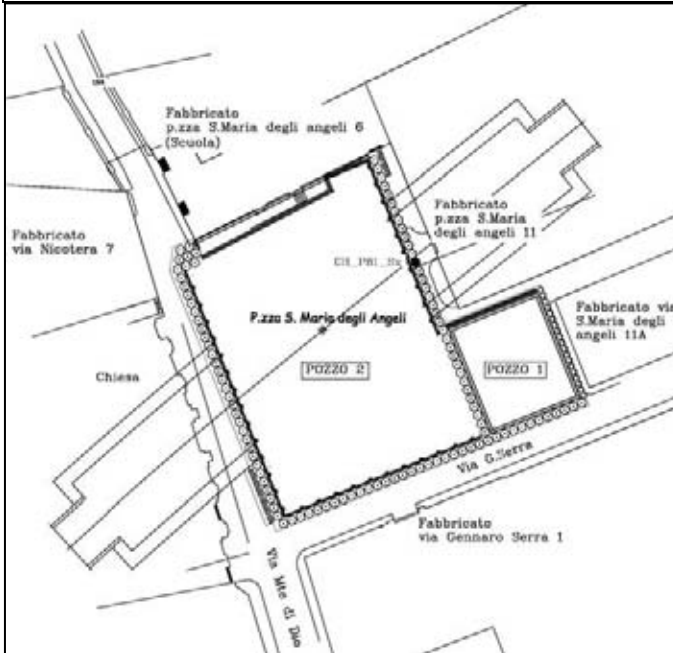 Fabbricato
p.zza S.Maria degli angeli 6
(Scuola)
Fabbricato
via Nicotera 7
Fabbricato
p.zza S.Maria
degli angeli 11
P.zza S. Maria degli Angeli
Fabbricato via
S.Maria degli
angeli 11A
Chiesa
POZZO 2
POZZO 1
Via G.Serra
Fabbricato
via Gennaro Serra 1
Via Mte di Dio